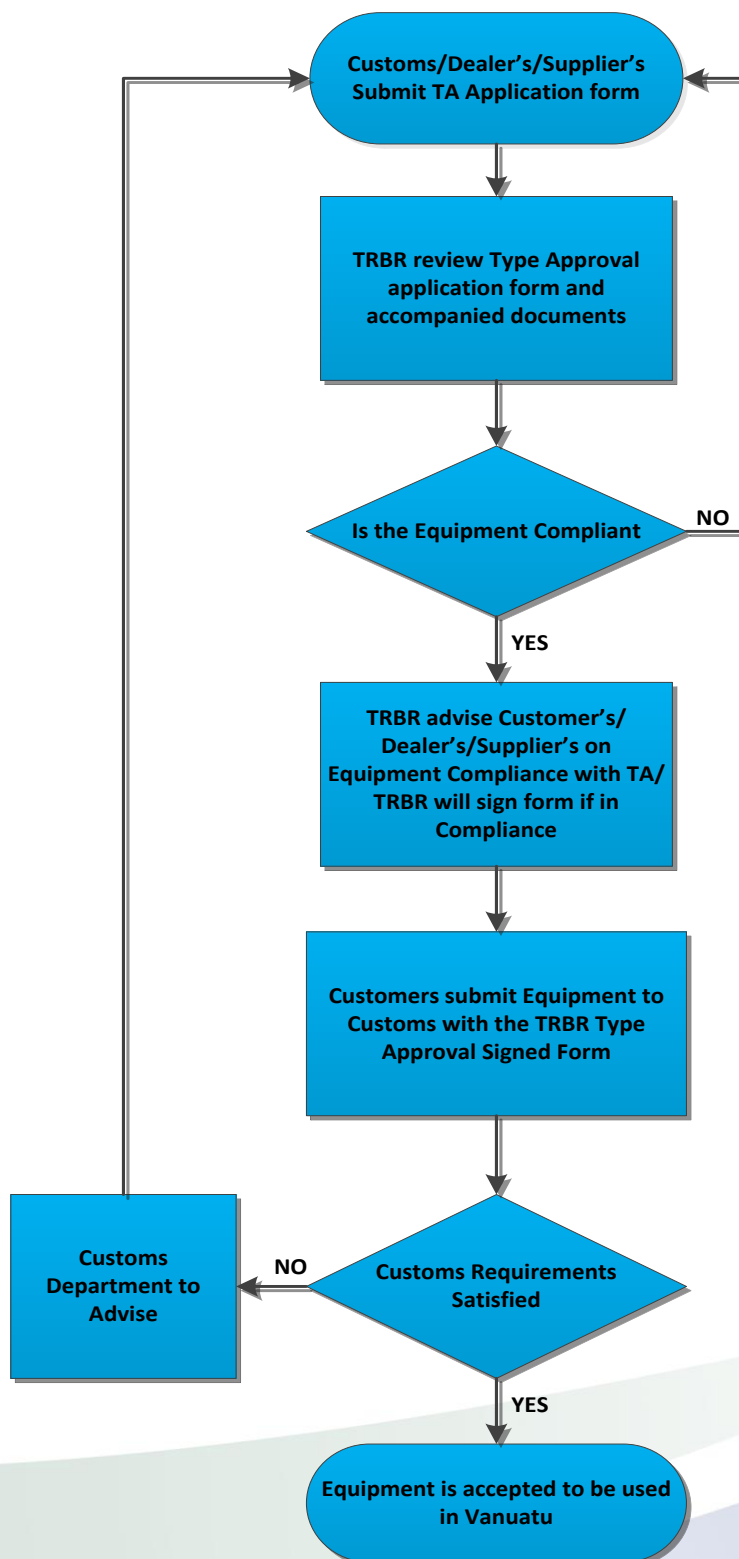 Customs/Dealer's/Supplier's
Submit TA Application form
TRBR review Type Approval
application form and
accompanied documents
Is the Equipment Compliant
NO
YES
TRBR advise Customer's/
Dealer's/Supplier's on
Equipment Compliance with TA/
TRBR will sign form if in
Compliance
Customers submit Equipment to
Customs with the TRBR Type
Approval Signed Form
Customs
Department to
Advise
NO
Customs Requirements
Satisfied
YES
Equipment is accepted to be used
in Vanuatu